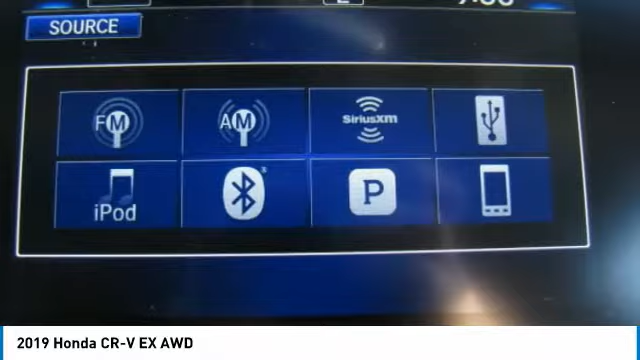 SOURCE
FM
AM
SiriusXM
iPod
P
2019 Honda CR-V EX AWD